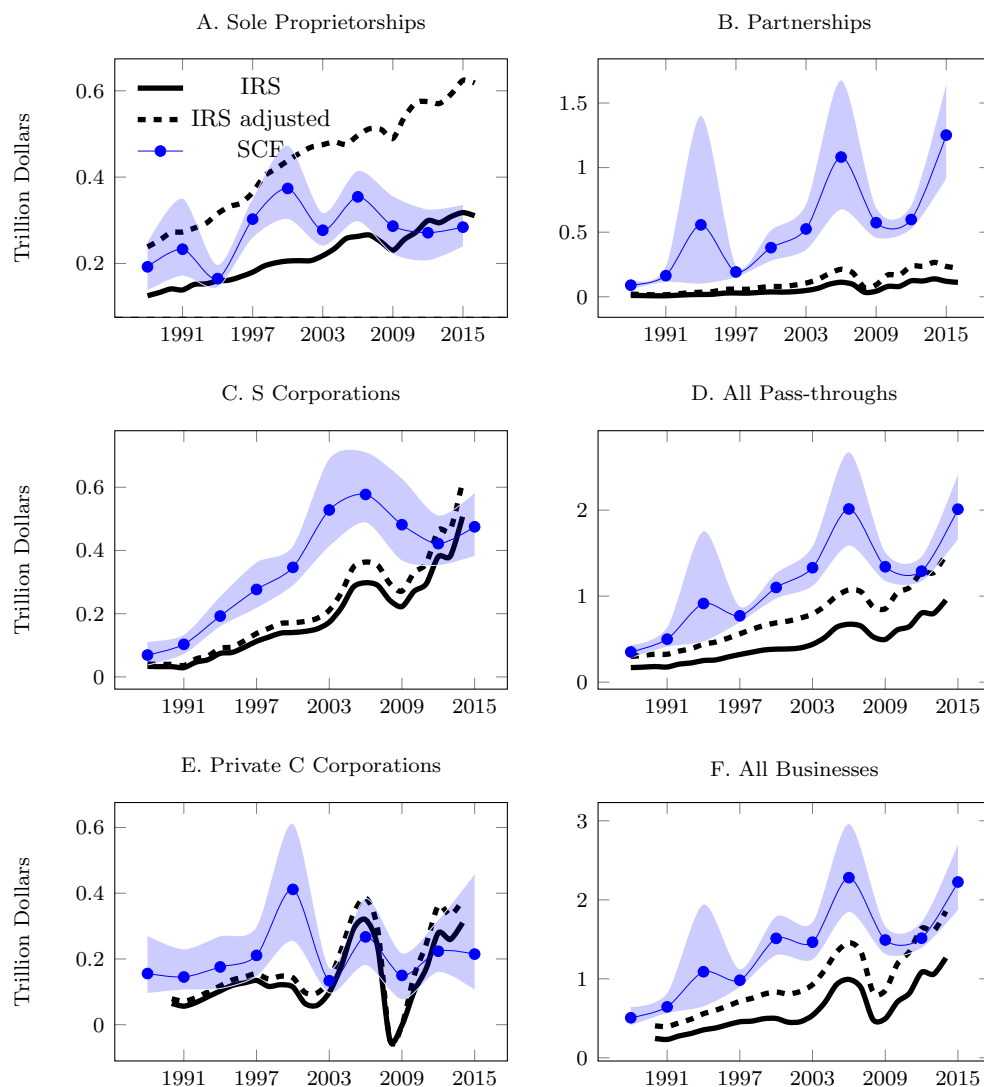 A. Sole Proprietorships
B. Partnerships
Trillion Dollars
0.6
0.4
0.2
IRS
IRS adjusted
SCF
1.5
1
0.5
0
1991 1997 2003 2009 2015
1991 1997 2003 2009 2015
C. S Corporations
D. All Pass-throughs
Trillion Dollars
0.6
0.4
0.2
0
2
1
0
1991 1997 2003 2009 2015
1991 1997 2003 2009 2015
E. Private C Corporations
F. All Businesses
Trillion Dollars
0.6
0.4
0.2
0
3
2
1
0
1991 1997 2003 2009 2015
1991 1997 2003 2009 2015